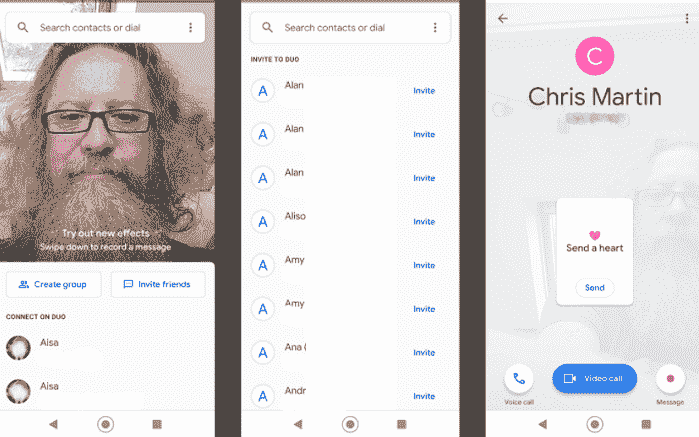 Search contacts or dial
Try out new effects
Swipe down to record a message
Create group
Invite friends
CONNECT ON DUO
Aisa
Aisa
Search contacts or dial
INVITE TO DUO
A
Alan
Invite
A
Alan
Invite
A
Alan
Invite
A
Aliso
Invite
A
Amy
Invite
A
Amy
Invite
A
Ana (
Invite
A
Andr
Invite
C
Chris Martin
Send a heart
Send
Voice call
Video call
Message